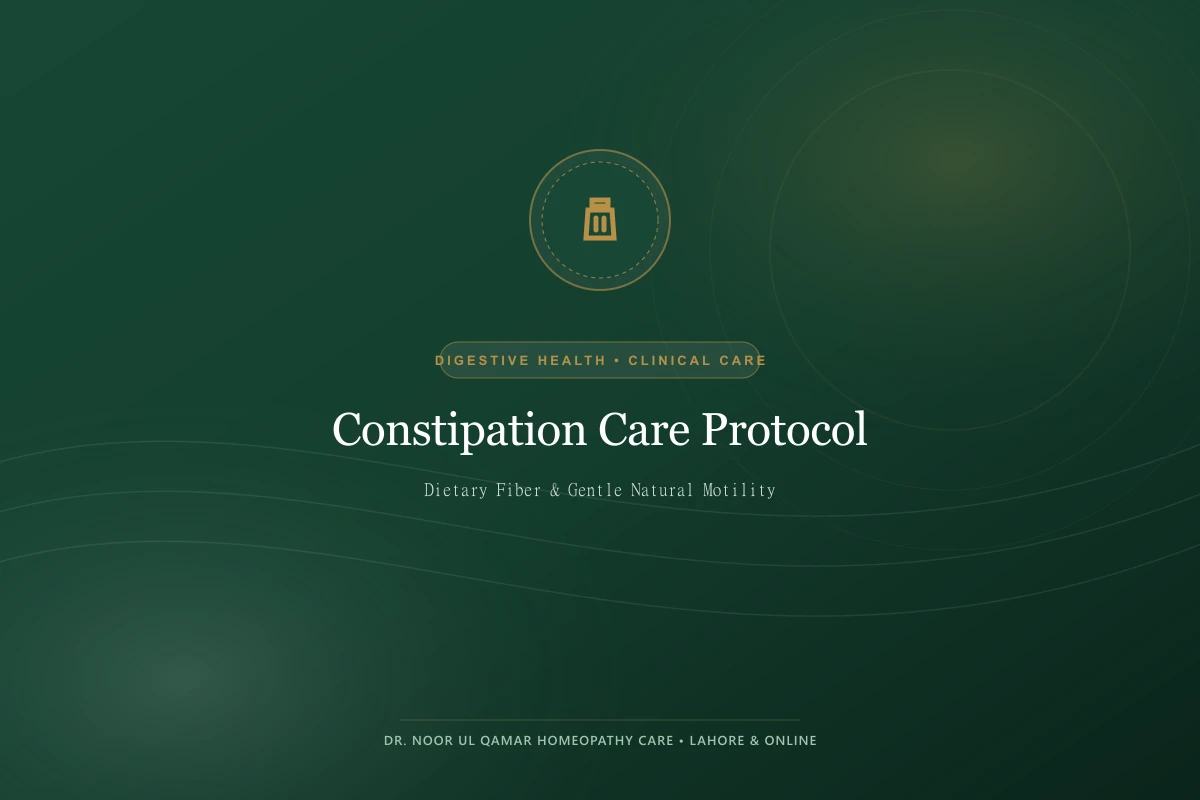 DIGESTIVE HEALTH • CLINICAL CARE
Constipation Care Protocol
Dietary Fiber & Gentle Natural Motility
DR. NOOR UL QAMAR HOMEOPATHY CARE • LAHORE & ONLINE